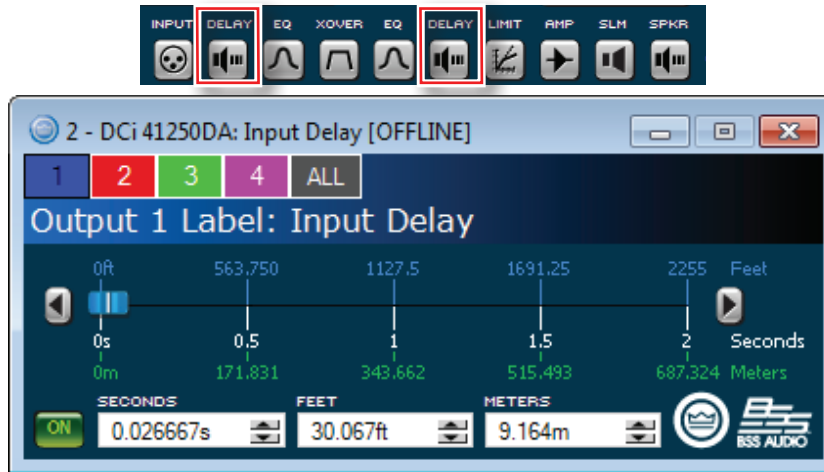 INPUT DELAY EQ XOVER EQ DELAY LIMIT AMP SLM SPKR
2 - DCi 41250DA: Input Delay [OFFLINE]
1 2 3 4 ALL
Output 1 Label: Input Delay
0ft 563.750 1127.5 1691.25 2255 Feet
0s 0.5 1 1.5 2 Seconds
0m 171.831 343.662 515.493 687.324 Meters
SECONDS FEET METERS
ON 0.026667s 30.067ft 9.164m
BSS AUDIO